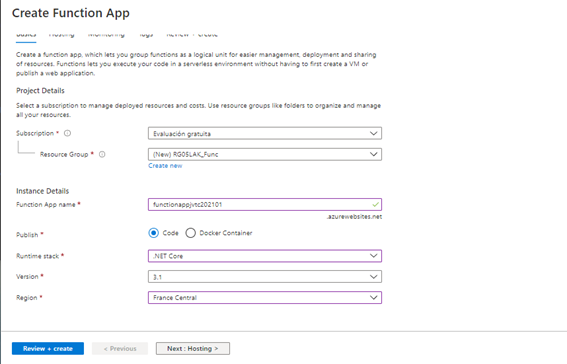 Create Function App
Basics Hosting Monitoring Tags Review + create
Create a function app, which lets you group functions as a logical unit for easier management, deployment and sharing
of resources. Functions lets you execute your code in a serverless environment without having to first create a VM or
publish a web application.
Project Details
Select a subscription to manage deployed resources and costs. Use resource groups like folders to organize and manage
all your resources.
Subscription *
Evaluación gratuita
Resource Group *
(New) RG05LAK_Func
Create new
Instance Details
Function App name *
functionappjvtc202101
.azurewebsites.net
Publish *
Code
Docker Container
Runtime stack *
.NET Core
Version *
3.1
Region *
France Central
Review + create
< Previous
Next : Hosting >